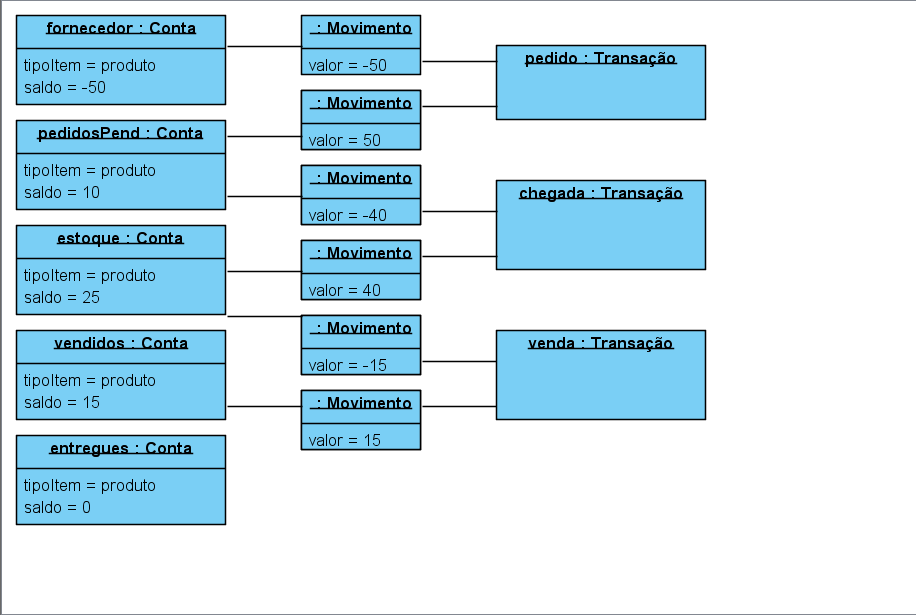 fornecedor : Conta
tipoItem = produto
saldo = -50
pedidosPend : Conta
tipoItem = produto
saldo = 10
estoque : Conta
tipoItem = produto
saldo = 25
vendidos : Conta
tipoItem = produto
saldo = 15
entregues : Conta
tipoItem = produto
saldo = 0
: Movimento
valor = -50
: Movimento
valor = 50
: Movimento
valor = -40
: Movimento
valor = 40
: Movimento
valor = -15
: Movimento
valor = 15
pedido : Transação
chegada : Transação
venda : Transação